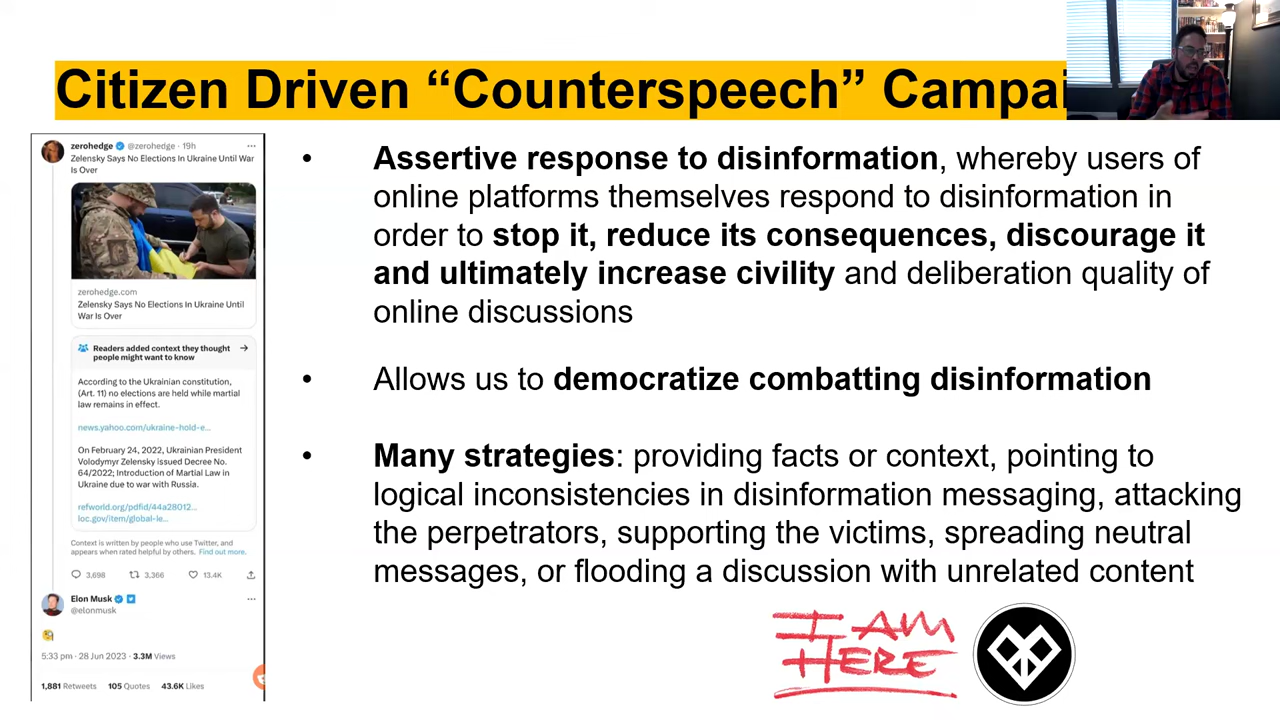 Citizen Driven “Counterspeech” Campai
zerohedge @zerohedge · 19h
Zelensky Says No Elections In Ukraine Until War
Is Over
zerohedge.com
Zelensky Says No Elections In Ukraine Until
War Is Over
Readers added context they thought
people might want to know
According to the Ukrainian constitution,
(Art. 11) no elections are held while martial
law remains in effect.
news.yahoo.com/ukraine-hold-e...
On February 24, 2022, Ukrainian President
Volodymyr Zelensky issued Decree No.
64/2022; Introduction of Martial Law in
Ukraine due to war with Russia.
refworld.org/pdfid/44a28012...
loc.gov/item/global-le...
Context is written by people who use Twitter, and
appears when rated helpful by others. Find out more.
3,698 3,366 13.4K
Elon Musk
@elonmusk
5:33 pm · 28 Jun 2023 · 3.3M Views
1,881 Retweets 105 Quotes 43.6K Likes
• Assertive response to disinformation, whereby users of
online platforms themselves respond to disinformation in
order to stop it, reduce its consequences, discourage it
and ultimately increase civility and deliberation quality of
online discussions
• Allows us to democratize combatting disinformation
• Many strategies: providing facts or context, pointing to
logical inconsistencies in disinformation messaging, attacking
the perpetrators, supporting the victims, spreading neutral
messages, or flooding a discussion with unrelated content
I AM
HERE